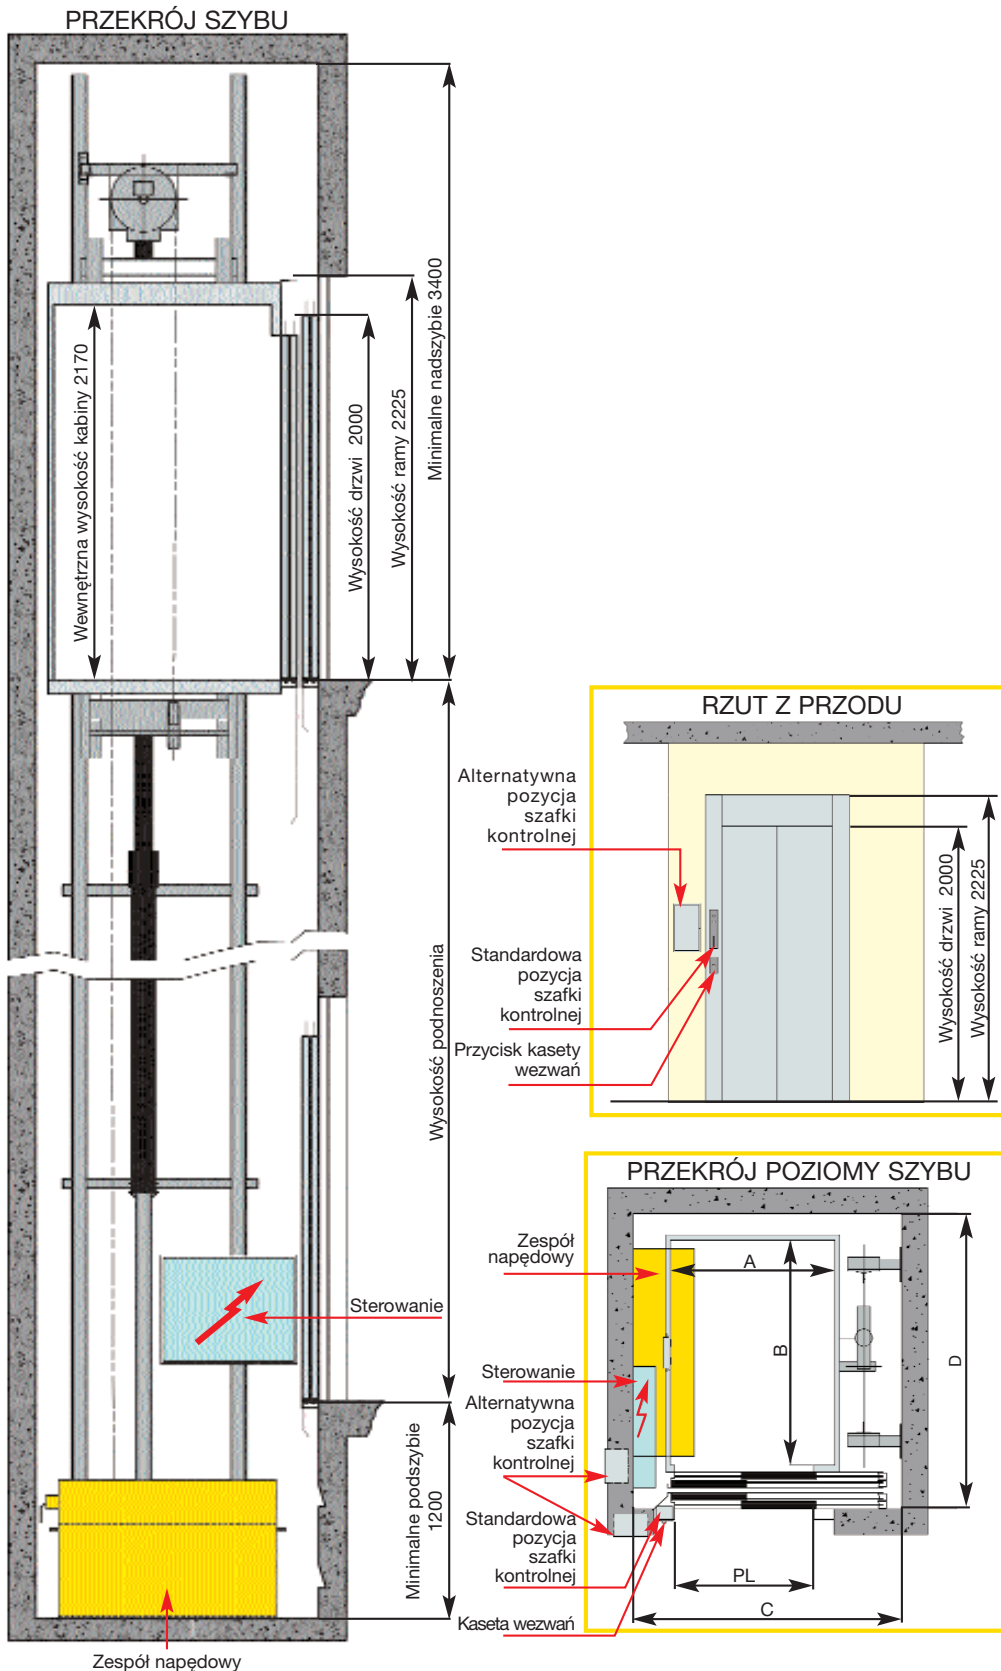 PRZEKRÓJ SZYBU
Wewnętrzna wysokość kabiny 2170
Wysokość drzwi 2000
Wysokość ramy 2225
Minimalne nadszybie 3400
Wysokość podnoszenia
Sterowanie
Minimalne podszybie
1200
Zespół napędowy
RZUT Z PRZODU
Alternatywna
pozycja
szafki
kontrolnej
Standardowa
pozycja
szafki
kontrolnej
Przycisk kasety
wezwań
Wysokość drzwi 2000
Wysokość ramy 2225
PRZEKRÓJ POZIOMY SZYBU
Zespół
napędowy
A
B
D
Sterowanie
Alternatywna
pozycja
szafki
kontrolnej
Standardowa
pozycja
szafki
kontrolnej
PL
C
Kaseta wezwań